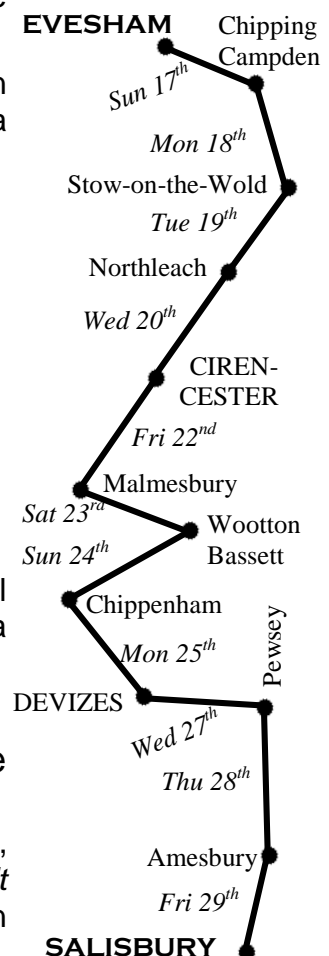 EVESHAM
Chipping
Campden
Sun 17th
Mon 18th
Stow-on-the-Wold
Tue 19th
Northleach
Wed 20th
CIREN-
CESTER
Fri 22nd
Malmesbury
Sat 23rd
Wootton
Bassett
Sun 24th
Chippenham
Pewsey
Mon 25th
DEVIZES
Wed 27th
Thu 28th
Amesbury
Fri 29th
SALISBURY